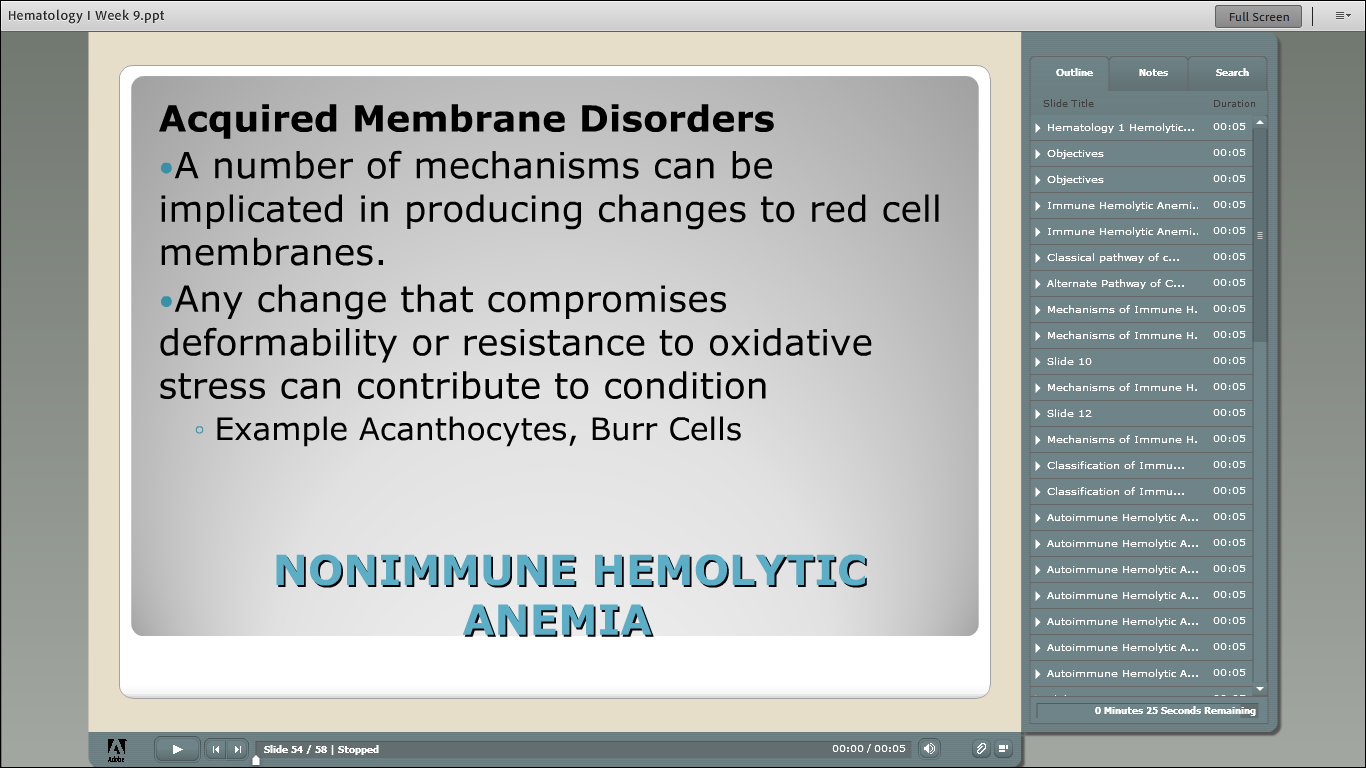 Hematology I Week 9.ppt
Full Screen
Acquired Membrane Disorders
•A number of mechanisms can be
implicated in producing changes to red cell
membranes.
•Any change that compromises
deformability or resistance to oxidative
stress can contribute to condition
◦ Example Acanthocytes, Burr Cells
NONIMMUNE HEMOLYTIC
ANEMIA
Outline Notes Search
Slide Title Duration
Hematology 1 Hemolytic... 00:05
Objectives 00:05
Objectives 00:05
Immune Hemolytic Anemi.. 00:05
Immune Hemolytic Anemi.. 00:05
Classical pathway of c... 00:05
Alternate Pathway of C... 00:05
Mechanisms of Immune H. 00:05
Mechanisms of Immune H. 00:05
Slide 10 00:05
Mechanisms of Immune H. 00:05
Slide 12 00:05
Mechanisms of Immune H. 00:05
Classification of Immu... 00:05
Classification of Immu... 00:05
Autoimmune Hemolytic A... 00:05
Autoimmune Hemolytic A... 00:05
Autoimmune Hemolytic A... 00:05
Autoimmune Hemolytic A... 00:05
Autoimmune Hemolytic A... 00:05
Autoimmune Hemolytic A... 00:05
Autoimmune Hemolytic A... 00:05
0 Minutes 25 Seconds Remaining
Adobe
Slide 54 / 58 | Stopped 00:00 / 00:05